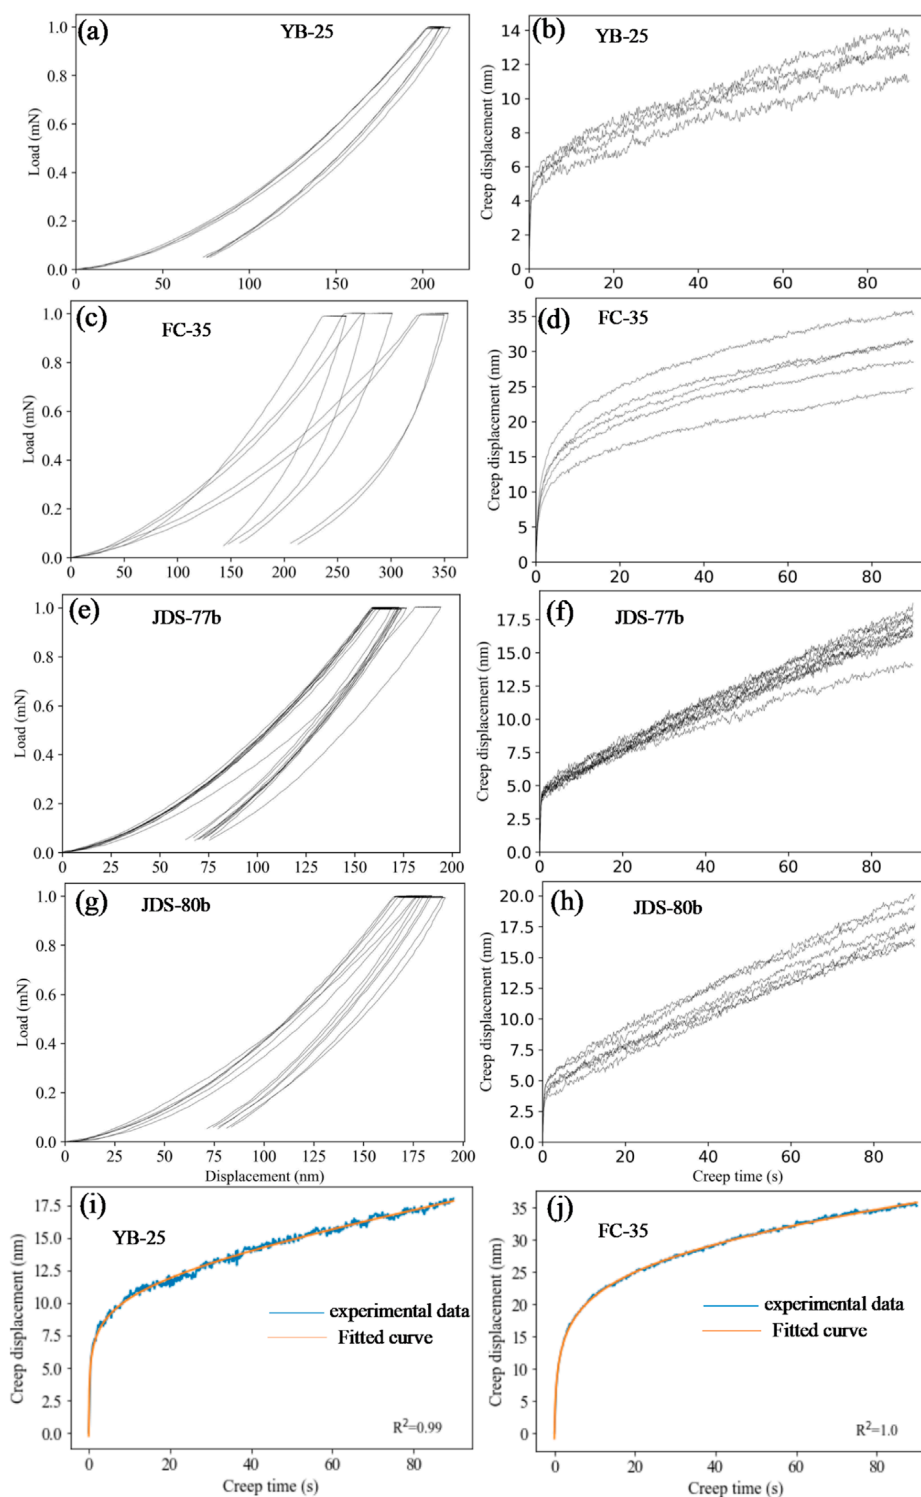 (a) YB-25
1.0
0.8
0.6
0.4
0.2
0.0
Load (mN)
0 50 100 150 200
(b) YB-25
14
12
10
8
6
4
2
0
Creep displacement (nm)
0 20 40 60 80
(c) FC-35
1.0
0.8
0.6
0.4
0.2
0.0
Load (mN)
0 50 100 150 200 250 300 350
(d) FC-35
35
30
25
20
15
10
5
0
Creep displacement (nm)
0 20 40 60 80
(e) JDS-77b
1.0
0.8
0.6
0.4
0.2
0.0
Load (mN)
0 25 50 75 100 125 150 175 200
(f) JDS-77b
17.5
15.0
12.5
10.0
7.5
5.0
2.5
0.0
Creep displacement (nm)
0 20 40 60 80
(g) JDS-80b
1.0
0.8
0.6
0.4
0.2
0.0
Load (mN)
0 25 50 75 100 125 150 175 200
Displacement (nm)
(h) JDS-80b
20.0
17.5
15.0
12.5
10.0
7.5
5.0
2.5
0.0
Creep displacement (nm)
0 20 40 60 80
Creep time (s)
(i) YB-25
17.5
15.0
12.5
10.0
7.5
5.0
2.5
0.0
Creep displacement (nm)
experimental data
Fitted curve
R²=0.99
0 20 40 60 80
Creep time (s)
(j) FC-35
35
30
25
20
15
30
5
0
Creep displacement (nm)
experimental data
Fitted curve
R²=1.0
0 20 40 60 80
Creep time (s)